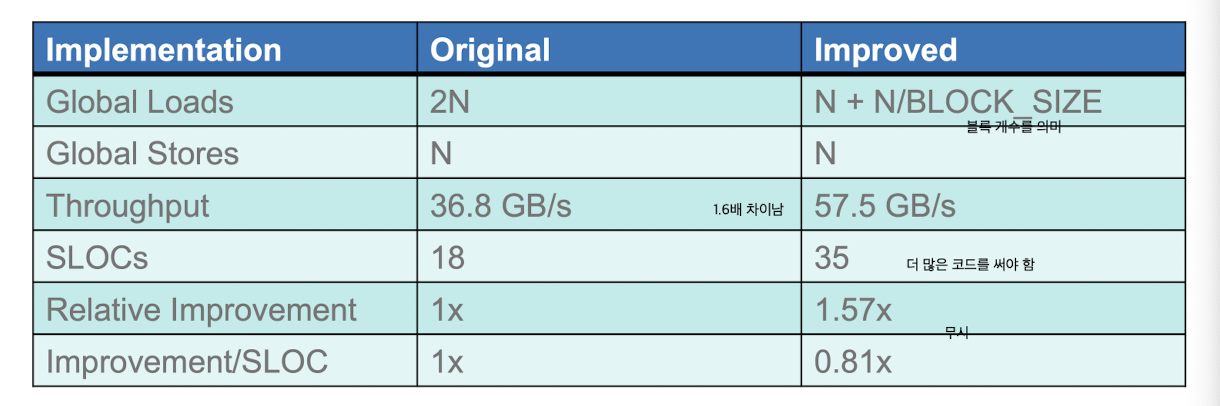 Implementation Original Improved
Global Loads 2N N + N/BLOCK_SIZE
블록 개수를 의미
Global Stores N N
Throughput 36.8 GB/s 1.6배 차이남 57.5 GB/s
SLOCs 18 35 더 많은 코드를 써야 함
Relative Improvement 1x 1.57x
무시
Improvement/SLOC 1x 0.81x